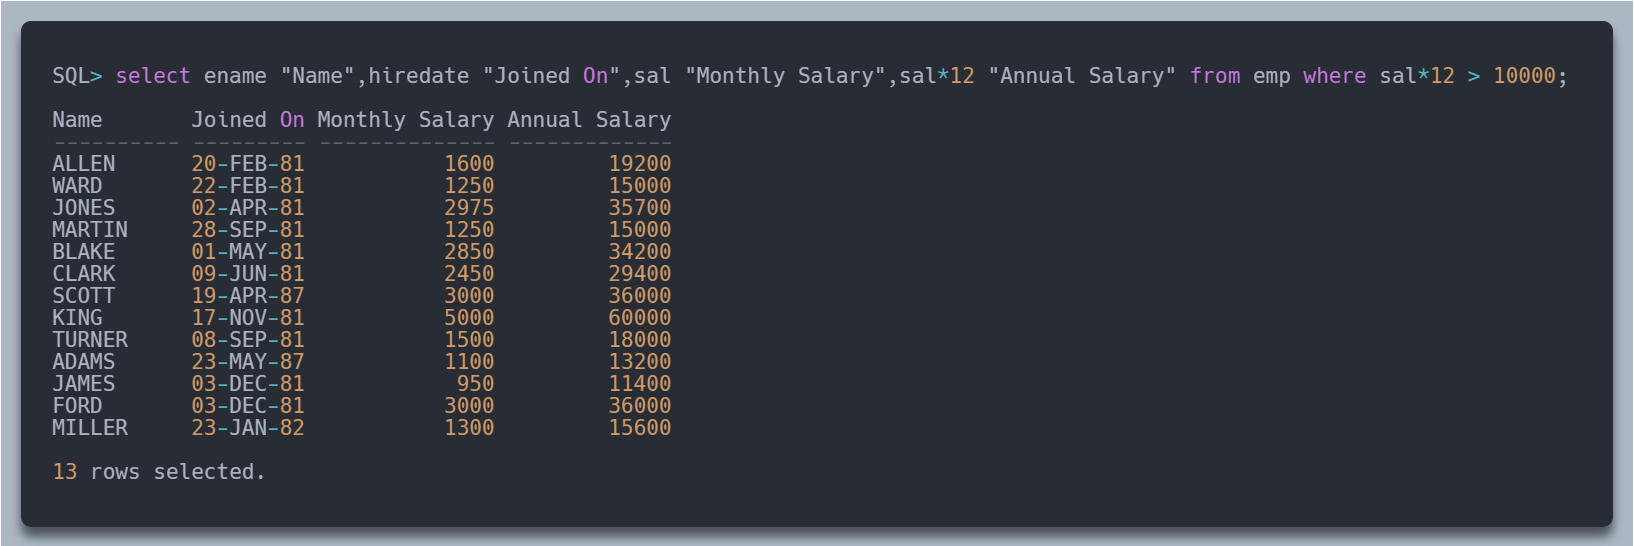 SQL> select ename "Name",hiredate "Joined On",sal "Monthly Salary",sal*12 "Annual Salary" from emp where sal*12 > 10000;
Name       Joined On Monthly Salary Annual Salary
---------- --------- -------------- -------------
ALLEN      20-FEB-81           1600         19200
WARD       22-FEB-81           1250         15000
JONES      02-APR-81           2975         35700
MARTIN     28-SEP-81           1250         15000
BLAKE      01-MAY-81           2850         34200
CLARK      09-JUN-81           2450         29400
SCOTT      19-APR-87           3000         36000
KING       17-NOV-81           5000         60000
TURNER     08-SEP-81           1500         18000
ADAMS      23-MAY-87           1100         13200
JAMES      03-DEC-81            950         11400
FORD       03-DEC-81           3000         36000
MILLER     23-JAN-82           1300         15600
13 rows selected.